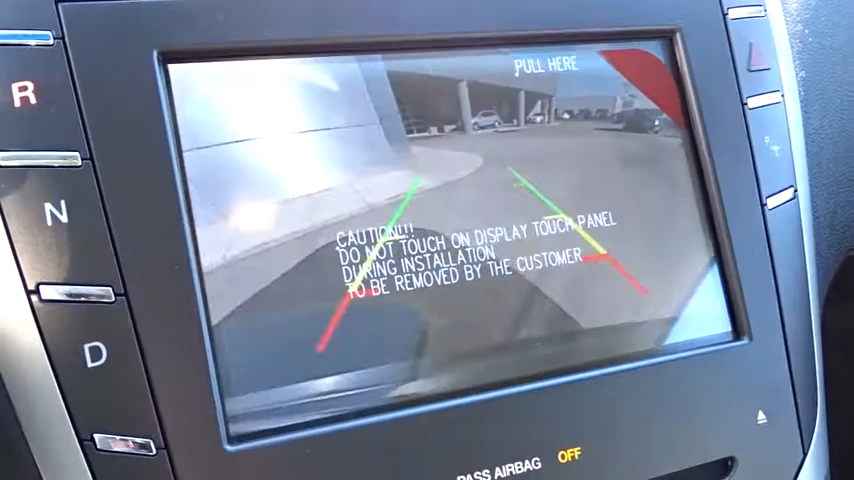 PULL HERE
R
N
D
P
CAUTION!!
DO NOT TOUCH ON DISPLAY TOUCH PANEL
DURING INSTALLATION
TO BE REMOVED BY THE CUSTOMER
PASS AIRBAG OFF